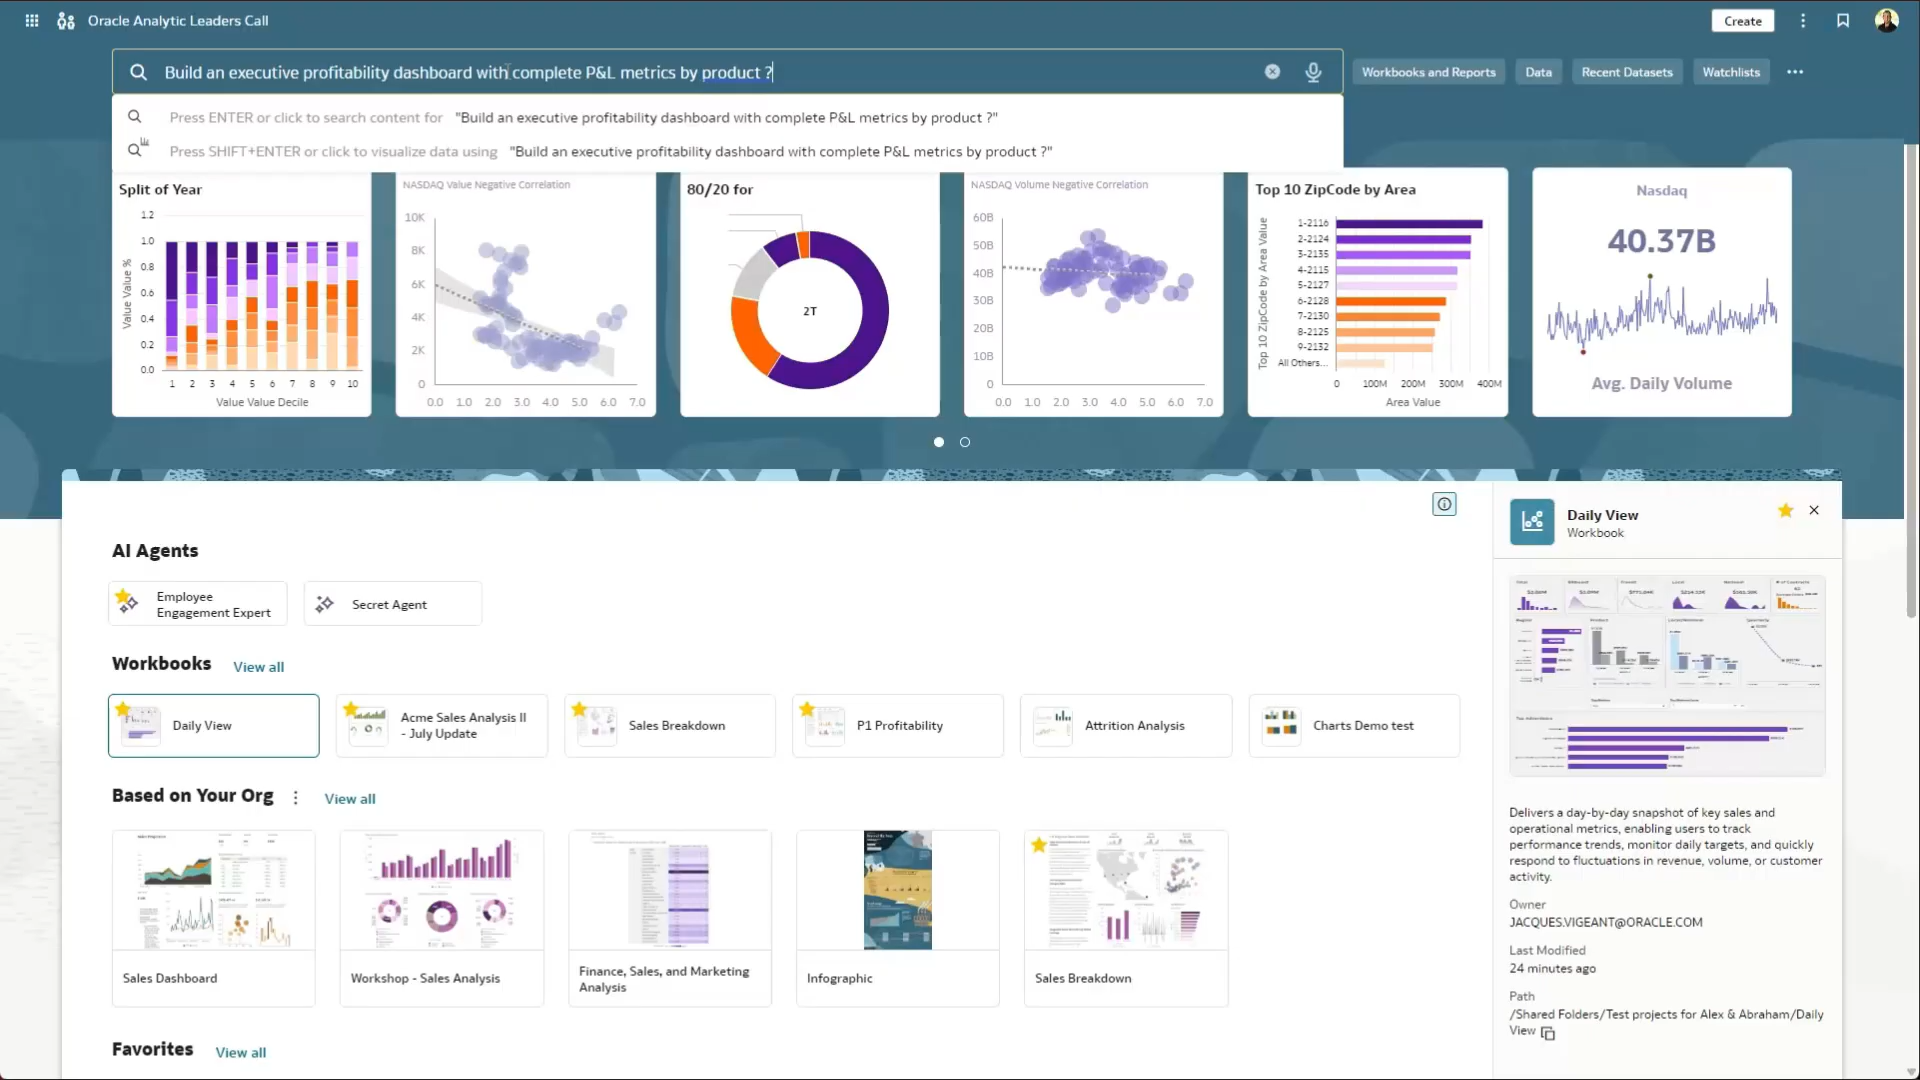 Oracle Analytic Leaders Call
Create
Build an executive profitability dashboard with complete P&L metrics by product ?
Workbooks and Reports
Data
Recent Datasets
Watchlists
Press ENTER or click to search content for "Build an executive profitability dashboard with complete P&L metrics by product ?"
Press SHIFT+ENTER or click to visualize data using "Build an executive profitability dashboard with complete P&L metrics by product ?"
Split of Year
1.2
1.0
0.8
0.6
0.4
0.2
0.0
Value Value %
1 2 3 4 5 6 7 8 9 10
Value Value Decile
NASDAQ Value Negative Correlation
10K
8K
6K
4K
2K
0
0.0 1.0 2.0 3.0 4.0 5.0 6.0 7.0
80/20 for
2T
NASDAQ Volume Negative Correlation
60B
50B
40B
30B
20B
10B
0
0.0 1.0 2.0 3.0 4.0 5.0 6.0 7.0
Top 10 ZipCode by Area
Top 10 ZipCode by Area Value
1-2116
2-2124
3-2135
4-2115
5-2127
6-2128
7-2130
8-2125
9-2132
All Others...
0 100M 200M 300M 400M
Area Value
Nasdaq
40.37B
Avg. Daily Volume
AI Agents
Employee
Engagement Expert
Secret Agent
Workbooks View all
Daily View
Acme Sales Analysis II
- July Update
Sales Breakdown
P1 Profitability
Attrition Analysis
Charts Demo test
Based on Your Org View all
Sales Dashboard
Workshop - Sales Analysis
Finance, Sales, and Marketing
Analysis
Infographic
Sales Breakdown
Favorites View all
Daily View
Workbook
Delivers a day-by-day snapshot of key sales and
operational metrics, enabling users to track
performance trends, monitor daily targets, and quickly
respond to fluctuations in revenue, volume, or customer
activity.
Owner
JACQUES.VIGEANT@ORACLE.COM
Last Modified
24 minutes ago
Path
/Shared Folders/Test projects for Alex & Abraham/Daily
View